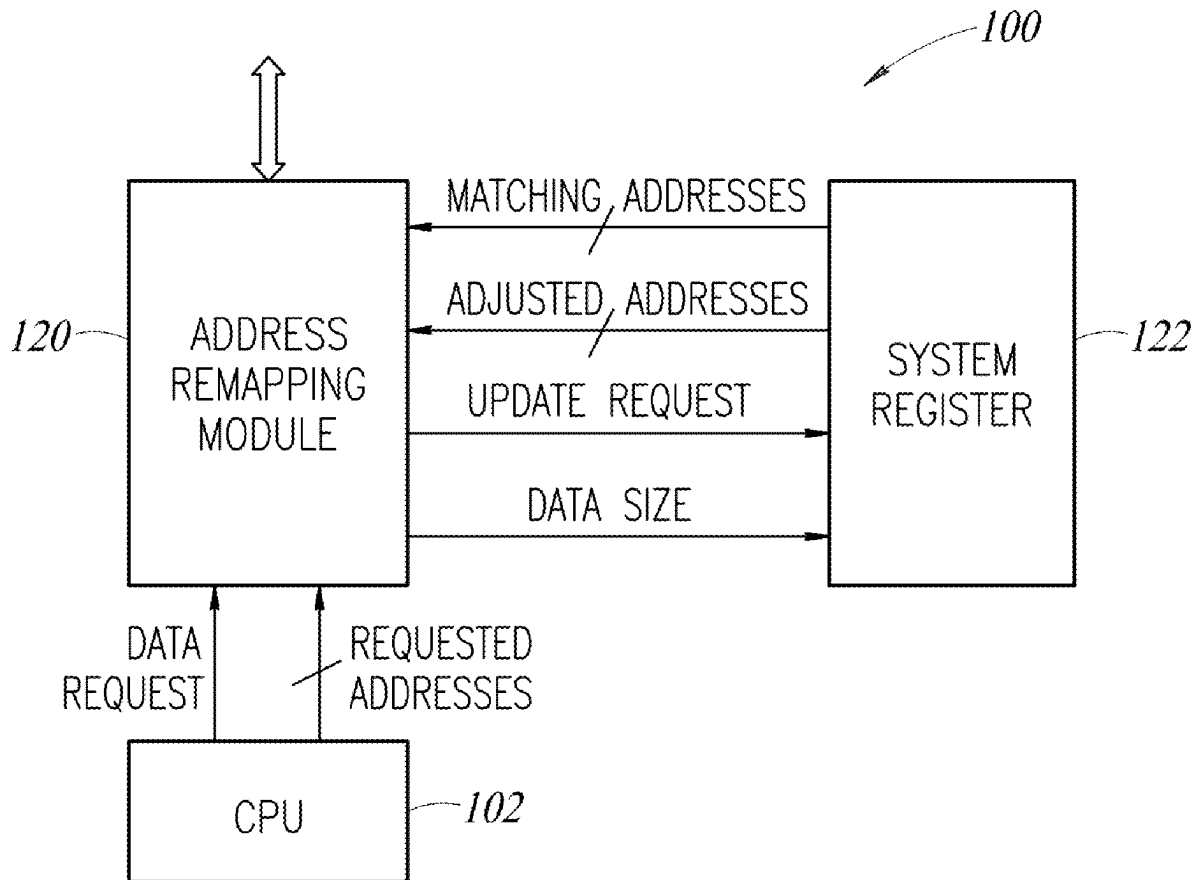 100
MATCHING ADDRESSES
ADJUSTED ADDRESSES
120
ADDRESS
REMAPPING
MODULE
UPDATE REQUEST
DATA SIZE
SYSTEM
REGISTER
122
DATA
REQUEST
REQUESTED
ADDRESSES
CPU
102